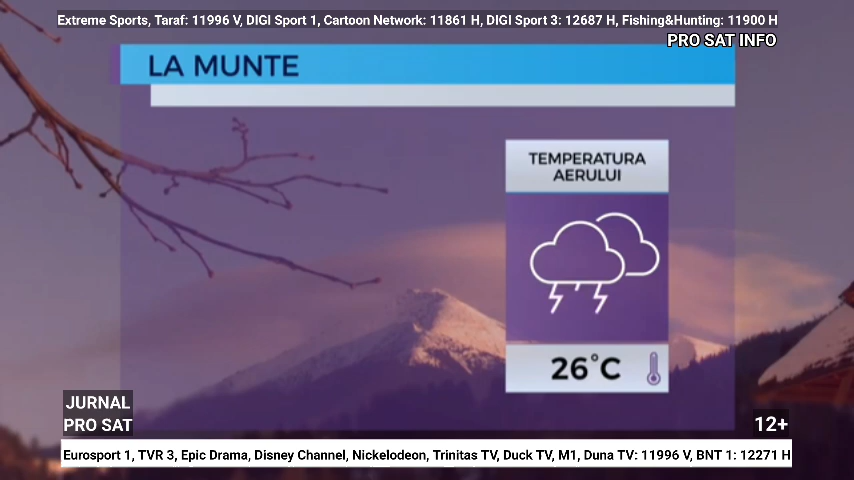 Extreme Sports, Taraf: 11996 V, DIGI Sport 1, Cartoon Network: 11861 H, DIGI Sport 3: 12687 H, Fishing&Hunting: 11900 H
PRO SAT INFO
LA MUNTE
TEMPERATURA
AERULUI
26°C
JURNAL
PRO SAT
12+
Eurosport 1, TVR 3, Epic Drama, Disney Channel, Nickelodeon, Trinitas TV, Duck TV, M1, Duna TV: 11996 V, BNT 1: 12271 H